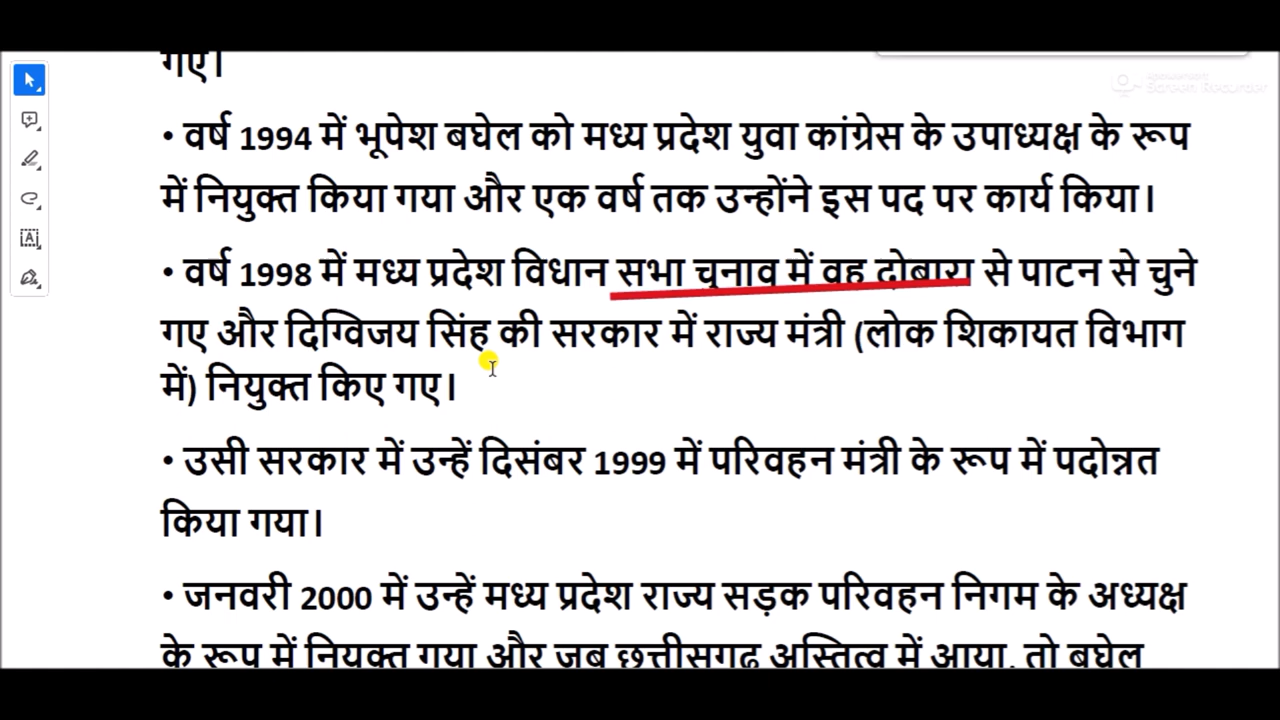 गए।
• वर्ष 1994 में भूपेश बघेल को मध्य प्रदेश युवा कांग्रेस के उपाध्यक्ष के रूप
में नियुक्त किया गया और एक वर्ष तक उन्होंने इस पद पर कार्य किया।
• वर्ष 1998 में मध्य प्रदेश विधान सभा चुनाव में वह दोबारा से पाटन से चुने
गए और दिग्विजय सिंह की सरकार में राज्य मंत्री (लोक शिकायत विभाग
में) नियुक्त किए गए।
• उसी सरकार में उन्हें दिसंबर 1999 में परिवहन मंत्री के रूप में पदोन्नत
किया गया।
• जनवरी 2000 में उन्हें मध्य प्रदेश राज्य सड़क परिवहन निगम के अध्यक्ष
के रूप में नियुक्त गया और जब छत्तीसगढ़ अस्तित्व में आया, तो बघेल
Screen Recorder